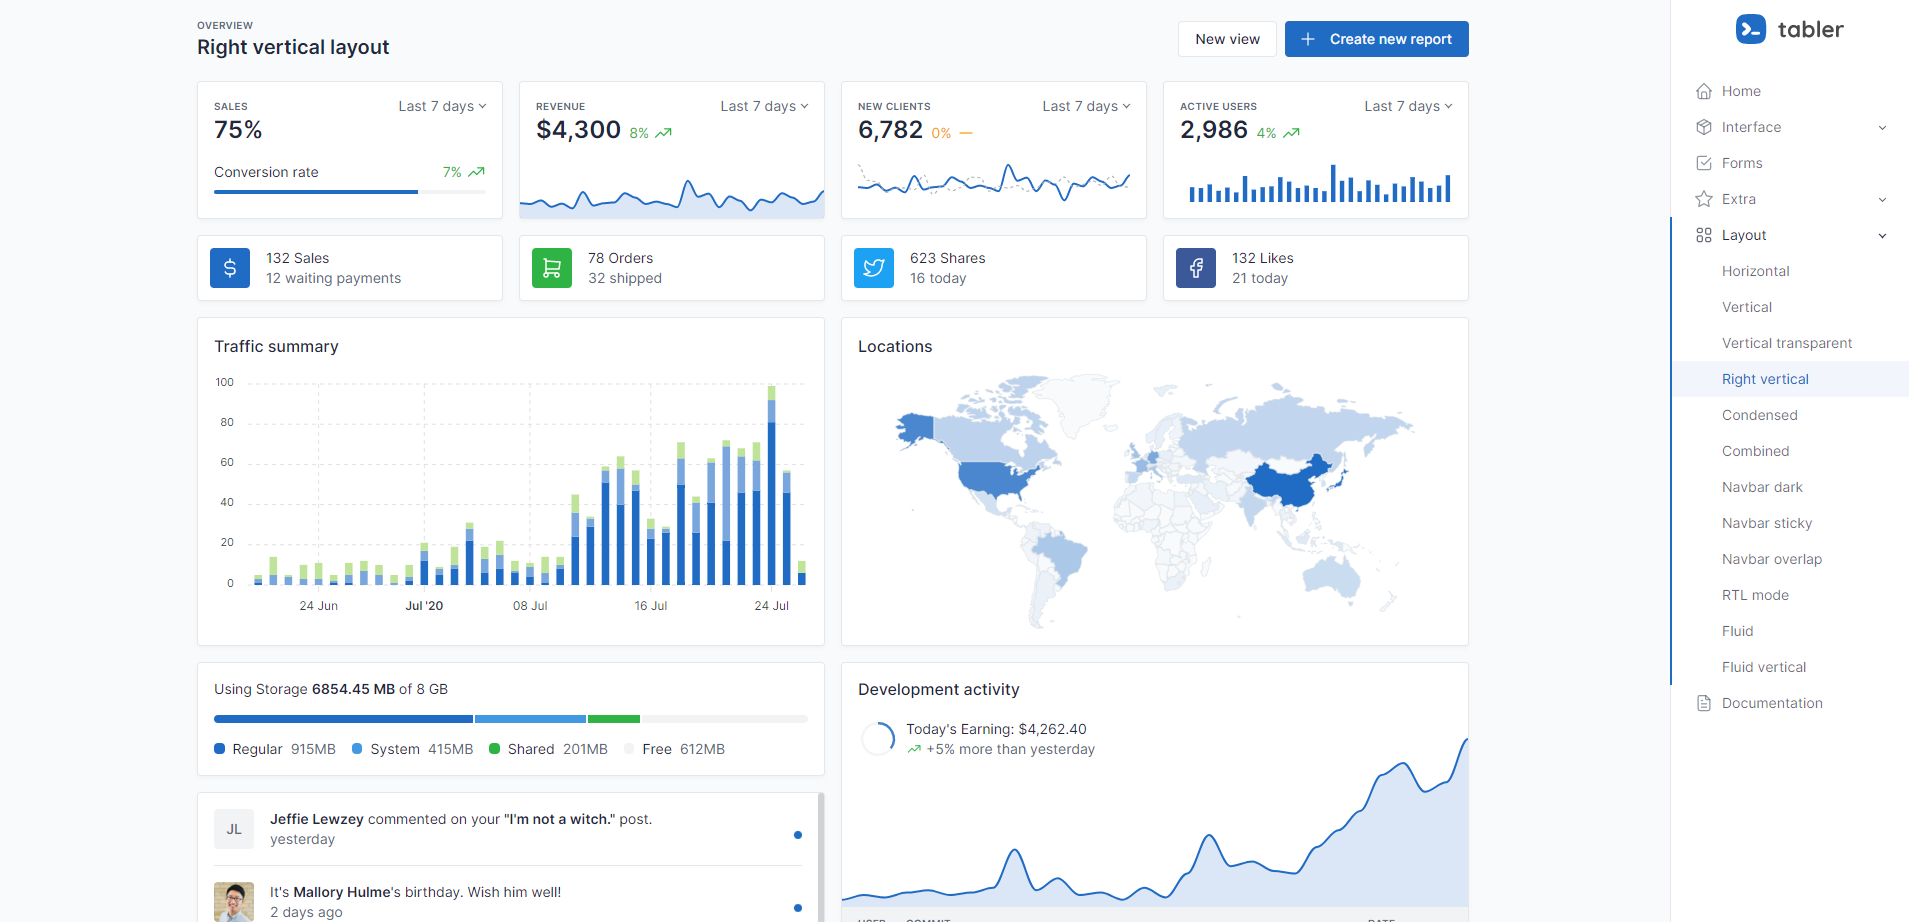 OVERVIEW
Right vertical layout
New view
Create new report
SALES
Last 7 days
75%
Conversion rate
7%
REVENUE
Last 7 days
$4,300 8%
NEW CLIENTS
Last 7 days
6,782 0%
ACTIVE USERS
Last 7 days
2,986 4%
132 Sales
12 waiting payments
78 Orders
32 shipped
623 Shares
16 today
132 Likes
21 today
Traffic summary
100
80
60
40
20
0
24 Jun
Jul '20
08 Jul
16 Jul
24 Jul
Locations
Using Storage 6854.45 MB of 8 GB
Regular 915MB
System 415MB
Shared 201MB
Free 612MB
Development activity
Today's Earning: $4,262.40
+5% more than yesterday
USER COMMIT DATE
JL
Jeffie Lewzey commented on your "I'm not a witch." post.
yesterday
It's Mallory Hulme's birthday. Wish him well!
2 days ago
tabler
Home
Interface
Forms
Extra
Layout
Horizontal
Vertical
Vertical transparent
Right vertical
Condensed
Combined
Navbar dark
Navbar sticky
Navbar overlap
RTL mode
Fluid
Fluid vertical
Documentation